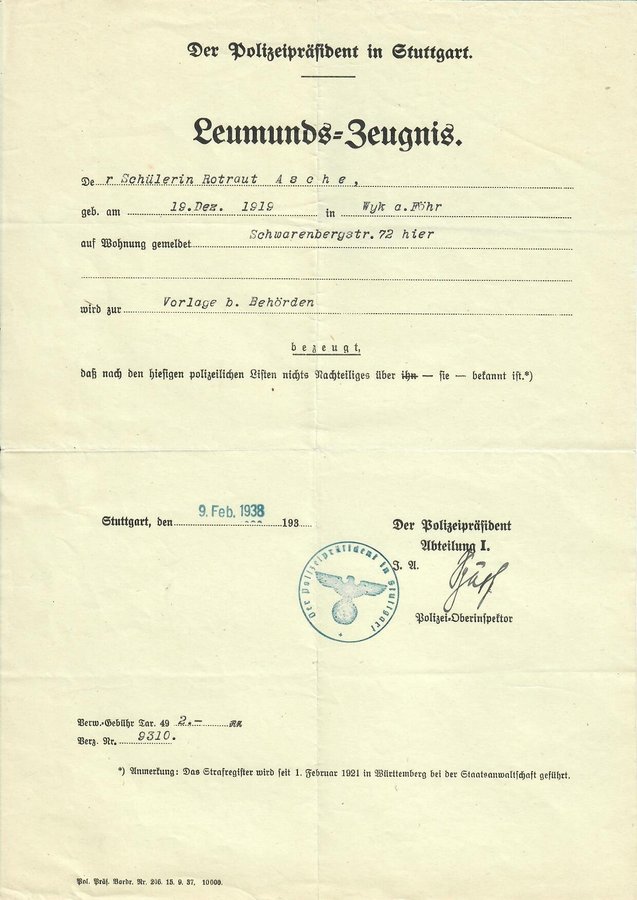 Der Polizeipräsident in Stuttgart.
Leumunds-Zeugnis.
De r Schülerin Rotraut Asche,
geb. am 19.Dez. 1919 in Wyk a.Föhr
auf Wohnung gemeldet Schwarenbergstr.72 hier
wird zur Vorlage b. Behörden
bezeugt,
daß nach den hiesigen polizeilichen Listen nichts Nachteiliges über ihn — sie — bekannt ist.*)
Stuttgart, den 9. Feb. 1938 193
Der Polizeipräsident
Abteilung I.
J. A.
Der Polizeipräsident in Stuttgart
Polizei-Oberinspektor
Verw.-Gebühr Tar. 49 2.-
Verz. Nr. 9310.
*) Anmerkung: Das Strafregister wird seit 1. Februar 1921 in Württemberg bei der Staatsanwaltschaft geführt.
Pol. Präs. Vordr. Nr. 206. 15. 9. 37. 10000.